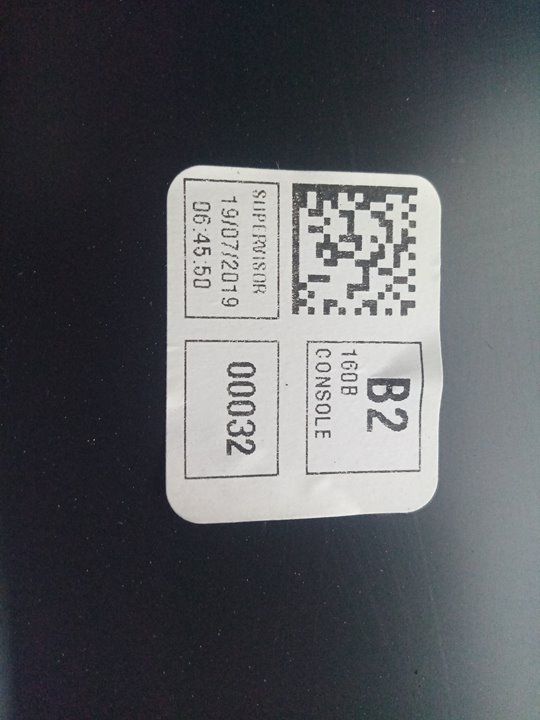 B2
160B
CONSOLE
SUPERVISOR
19/07/2019
06:45:50
00032